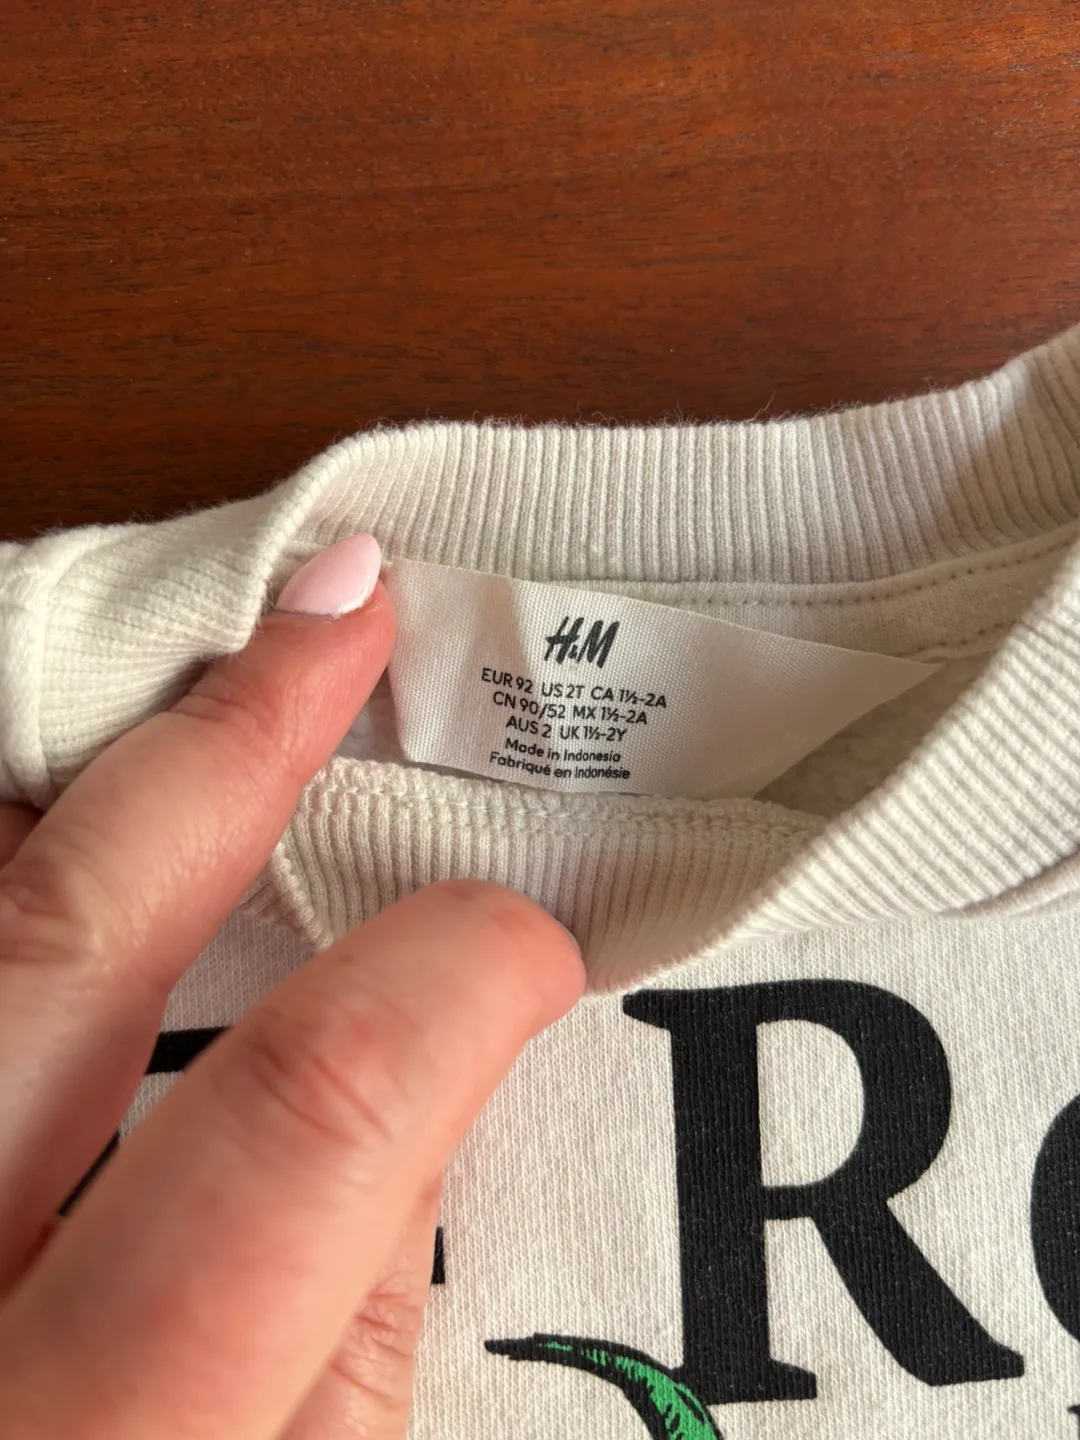 H&M
EUR 92 US 2T CA 1½-2A
CN 90/52 MX 1½-2A
AUS 2 UK 1½-2Y
Made in Indonesia
Fabriqué en Indonésie
R